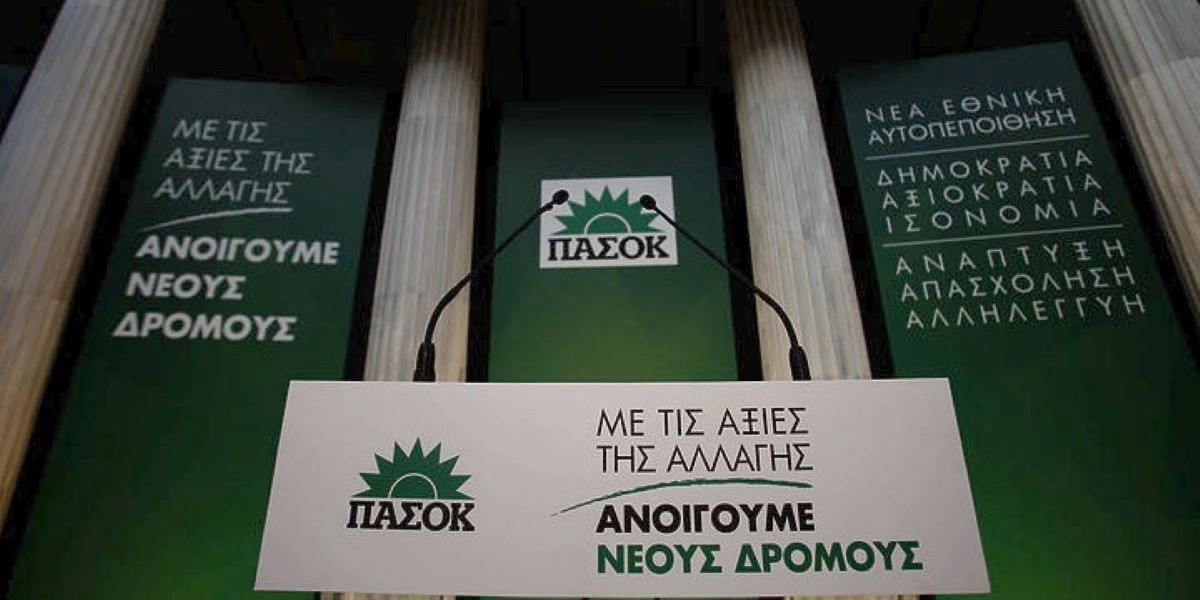 ΜΕ ΤΙΣ
ΑΞΙΕΣ ΤΗΣ
ΑΛΛΑΓΗΣ
ΑΝΟΙΓΟΥΜΕ
ΝΕΟΥΣ
ΔΡΟΜΟΥΣ
ΠΑΣΟΚ
ΝΕΑ ΕΘΝΙΚΗ
ΑΥΤΟΠΕΠΟΙΘΗΣΗ
ΔΗΜΟΚΡΑΤΙΑ
ΑΞΙΟΚΡΑΤΙΑ
ΙΣΟΝΟΜΙΑ
ΑΝΑΠΤΥΞΗ
ΑΠΑΣΧΟΛΗΣΗ
ΑΛΛΗΛΕΓΓΥΗ
ΠΑΣΟΚ
ΜΕ ΤΙΣ ΑΞΙΕΣ
ΤΗΣ ΑΛΛΑΓΗΣ
ΑΝΟΙΓΟΥΜΕ
ΝΕΟΥΣ ΔΡΟΜΟΥΣ